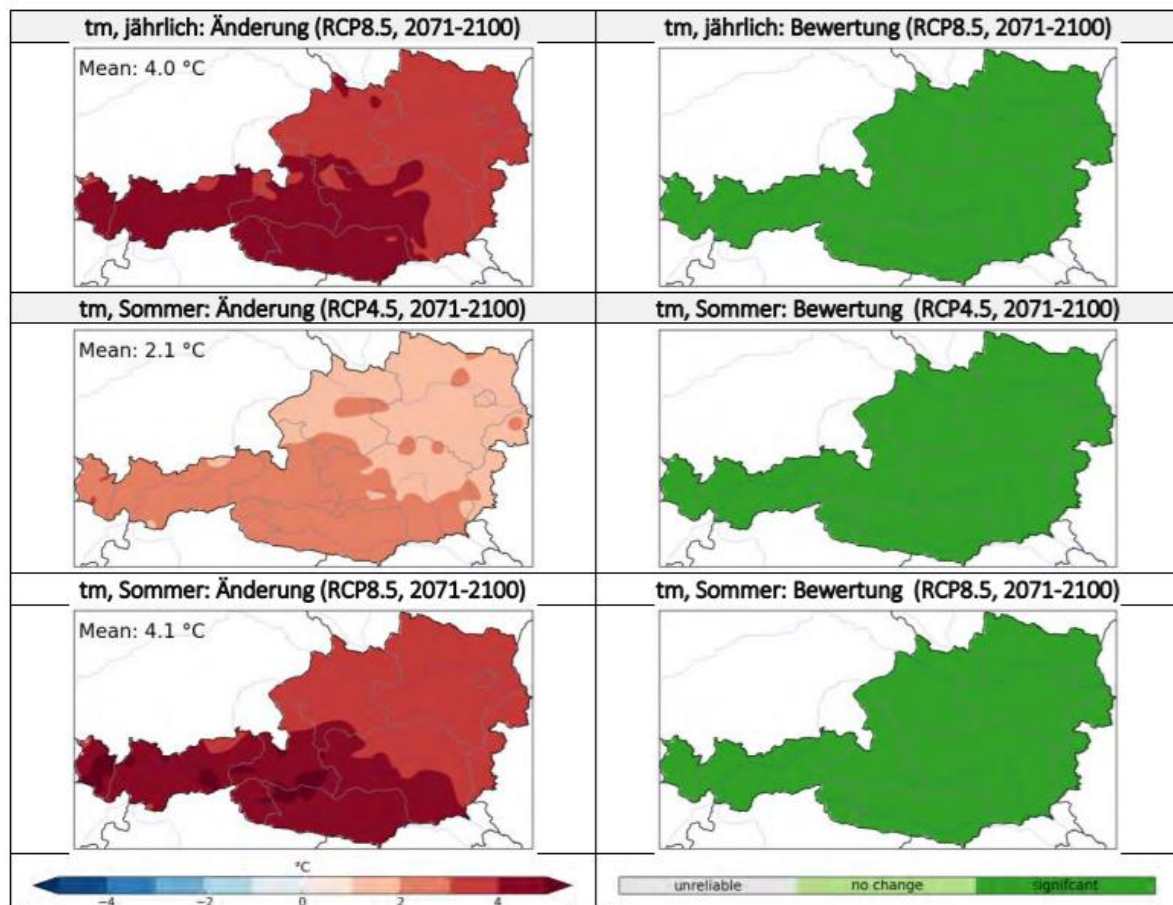 tm, jährlich: Änderung (RCP8.5, 2071-2100)
tm, jährlich: Bewertung (RCP8.5, 2071-2100)
Mean: 4.0 °C
tm, Sommer: Änderung (RCP4.5, 2071-2100)
tm, Sommer: Bewertung (RCP4.5, 2071-2100)
Mean: 2.1 °C
tm, Sommer: Änderung (RCP8.5, 2071-2100)
tm, Sommer: Bewertung (RCP8.5, 2071-2100)
Mean: 4.1 °C
°C
−4 −2 0 2 4
unreliable no change signifcant